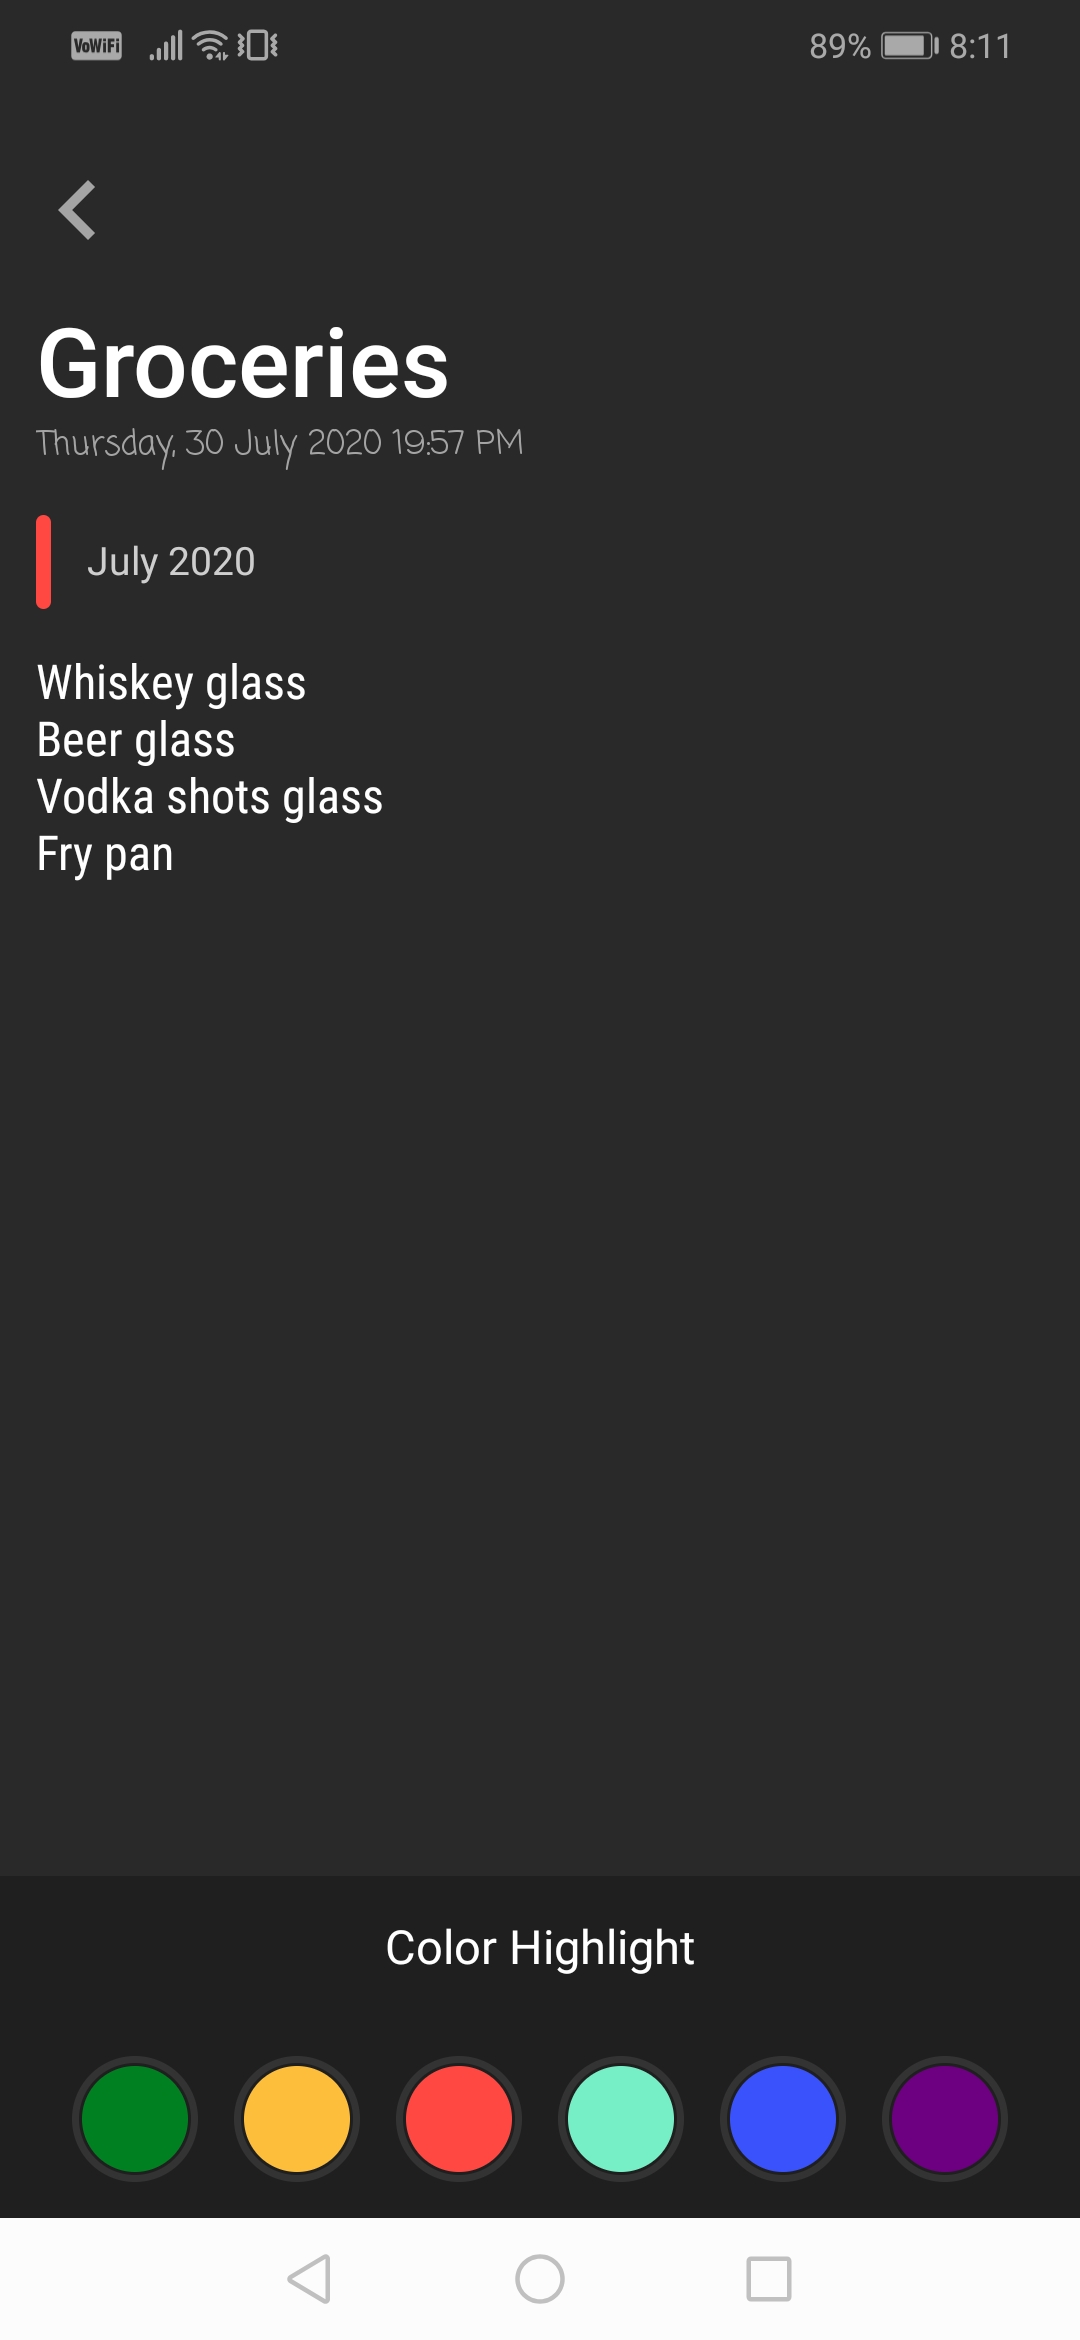 VoWiFi 89% 8:11
Groceries
Thursday, 30 July 2020 19:57 PM
July 2020
Whiskey glass
Beer glass
Vodka shots glass
Fry pan
Color Highlight